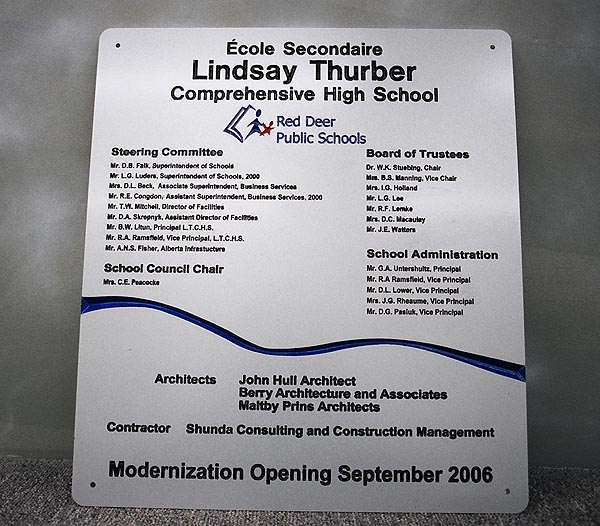 École Secondaire
Lindsay Thurber
Comprehensive High School
Red Deer
Public Schools
Steering Committee
Mr. D.B. Falk, Superintendent of Schools
Mr. L.G. Luders, Superintendent of Schools, 2000
Mrs. D.L. Beck, Associate Superintendent, Business Services
Mr. R.E. Congdon, Assistant Superintendent, Business Services, 2000
Mr. T.W. Mitchell, Director of Facilities
Mr. D.A. Skrepnyk, Assistant Director of Facilities
Mr. B.W. Litun, Principal L.T.C.H.S.
Mr. R.A. Ramsfield, Vice Principal, L.T.C.H.S.
Mr. A.N.S. Fisher, Alberta Infrastucture
School Council Chair
Mrs. C.E. Peacocke
Board of Trustees
Dr. W.K. Stuebing, Chair
Mrs. B.S. Manning, Vice Chair
Mrs. I.G. Holland
Mr. L.G. Lee
Mr. R.F. Lemke
Mrs. D.C. Macauley
Mr. J.E. Watters
School Administration
Mr. G.A. Untershultz, Principal
Mr. R.A Ramsfield, Vice Principal
Mr. D.L. Lower, Vice Principal
Mrs. J.G. Rheaume, Vice Principal
Mr. D.G. Pasiuk, Vice Principal
Architects John Hull Architect
Berry Architecture and Associates
Maltby Prins Architects
Contractor Shunda Consulting and Construction Management
Modernization Opening September 2006